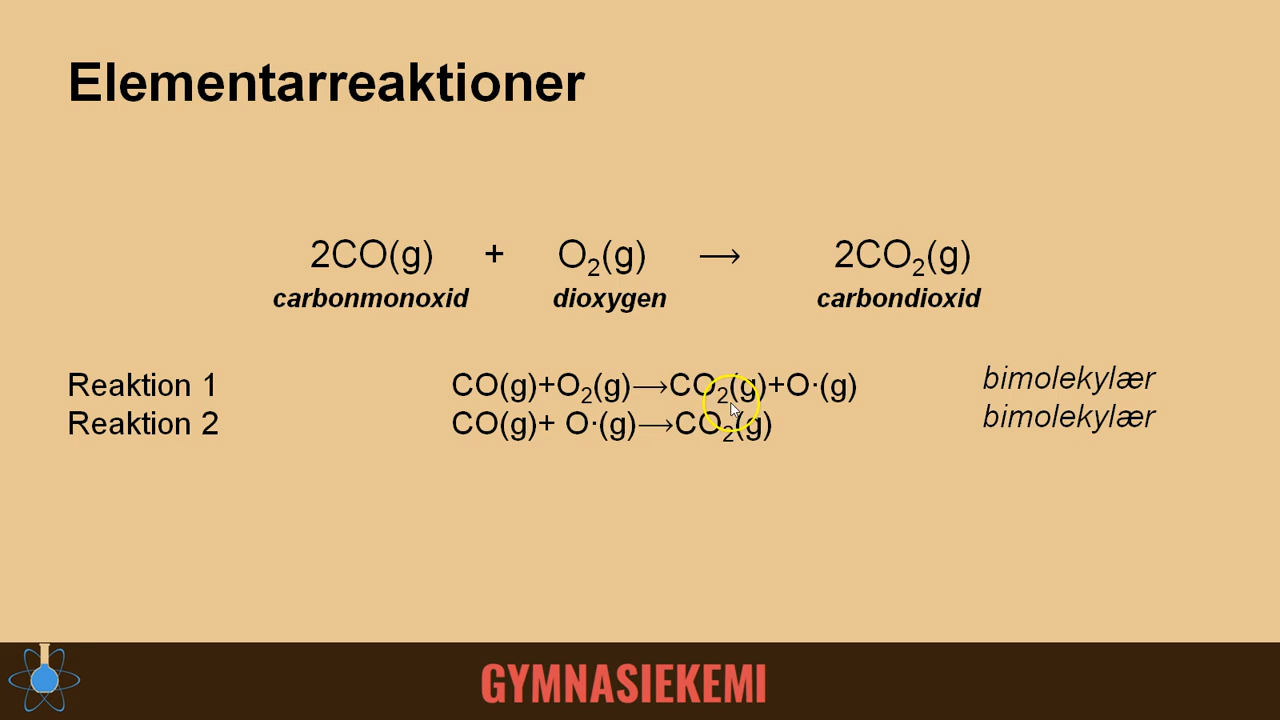 Elementarreaktioner
2CO(g) + O₂(g) ⟶ 2CO₂(g)
carbonmonoxid dioxygen carbondioxid
Reaktion 1 CO(g)+O₂(g)⟶CO₂(g)+O·(g) bimolekylær
Reaktion 2 CO(g)+ O·(g)⟶CO₂(g) bimolekylær
GYMNASIEKEMI